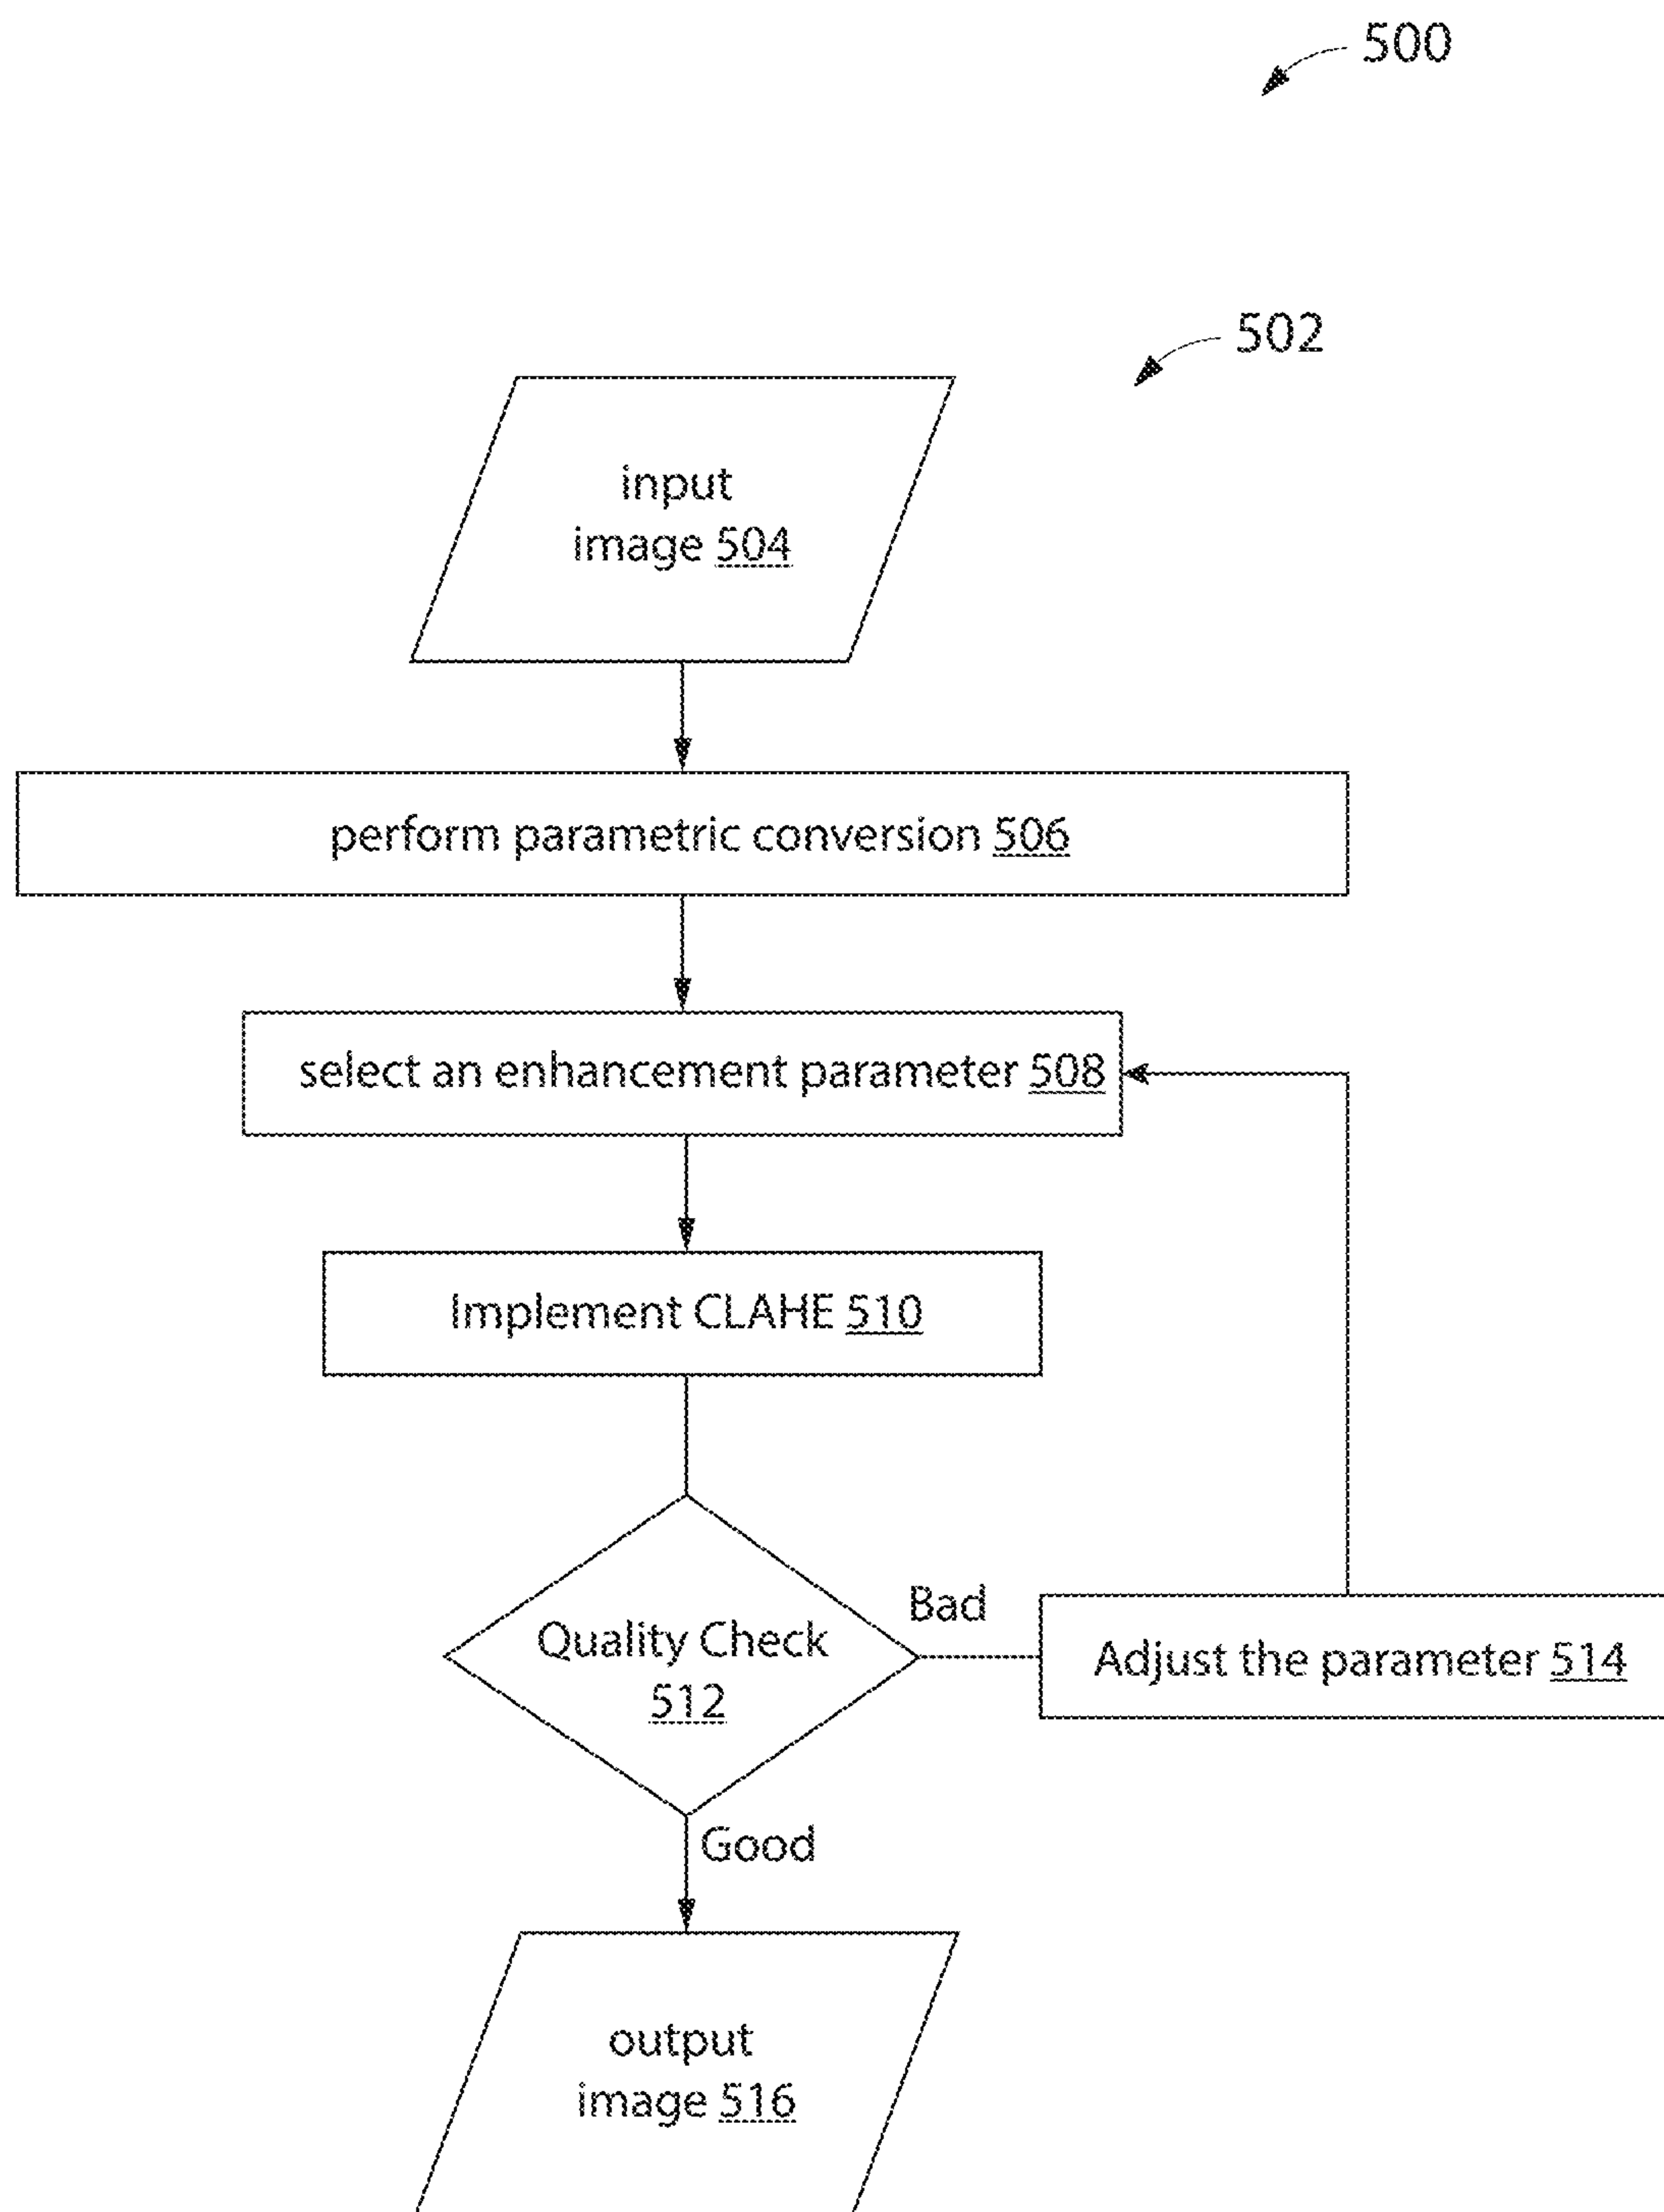 500
502
input
image 504
perform parametric conversion 506
select an enhancement parameter 508
Implement CLAHE 510
Bad
Quality Check
512
Adjust the parameter 514
Good
output
image 516